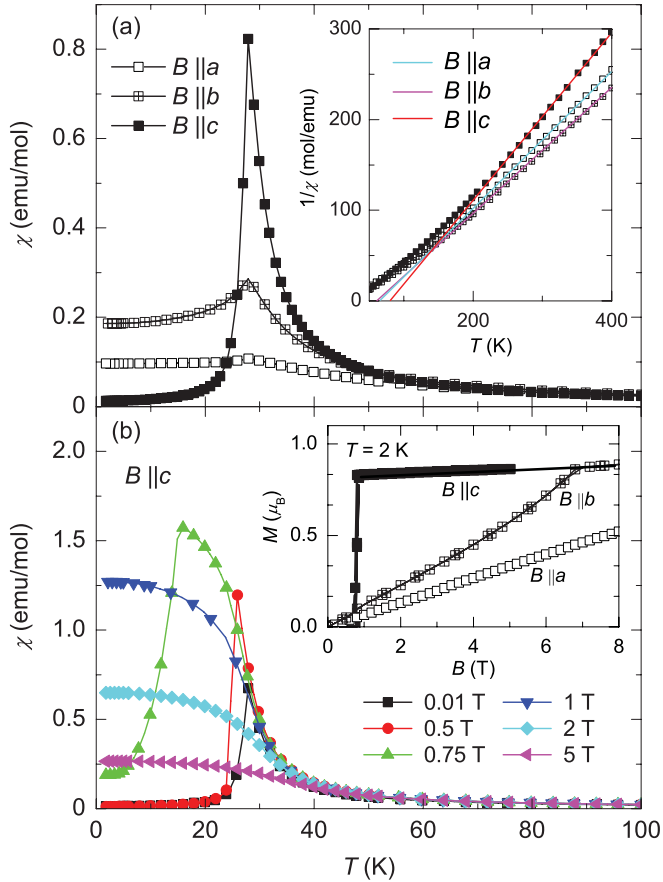 (a)
B ||a
B ||b
B ||c
χ (emu/mol)
0.8
0.6
0.4
0.2
0
B ||a
B ||b
B ||c
1/χ (mol/emu)
300
200
100
0
200
400
T (K)
(b)
B ||c
χ (emu/mol)
2.0
1.5
1.0
0.5
0
T = 2 K
M (μB)
1.0
0.5
0.0
B ||c
B ||b
B ||a
0 2 4 6 8
B (T)
0.01 T
0.5 T
0.75 T
1 T
2 T
5 T
0 20 40 60 80 100
T (K)